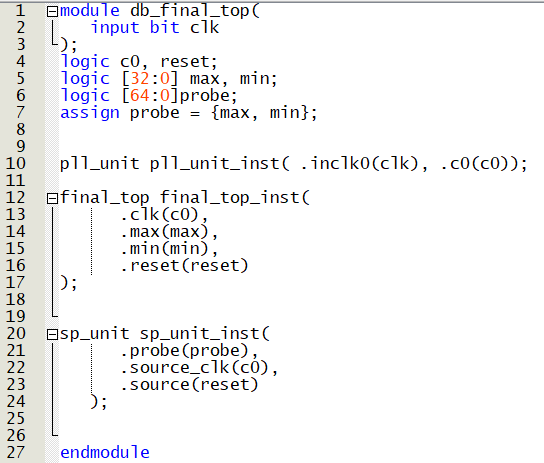 1 module db_final_top(
2 input bit clk
3 );
4 logic c0, reset;
5 logic [32:0] max, min;
6 logic [64:0]probe;
7 assign probe = {max, min};
8
9
10 pll_unit pll_unit_inst( .inclk0(clk), .c0(c0));
11
12 final_top final_top_inst(
13 .clk(c0),
14 .max(max),
15 .min(min),
16 .reset(reset)
17 );
18
19
20 sp_unit sp_unit_inst(
21 .probe(probe),
22 .source_clk(c0),
23 .source(reset)
24 );
25
26
27 endmodule